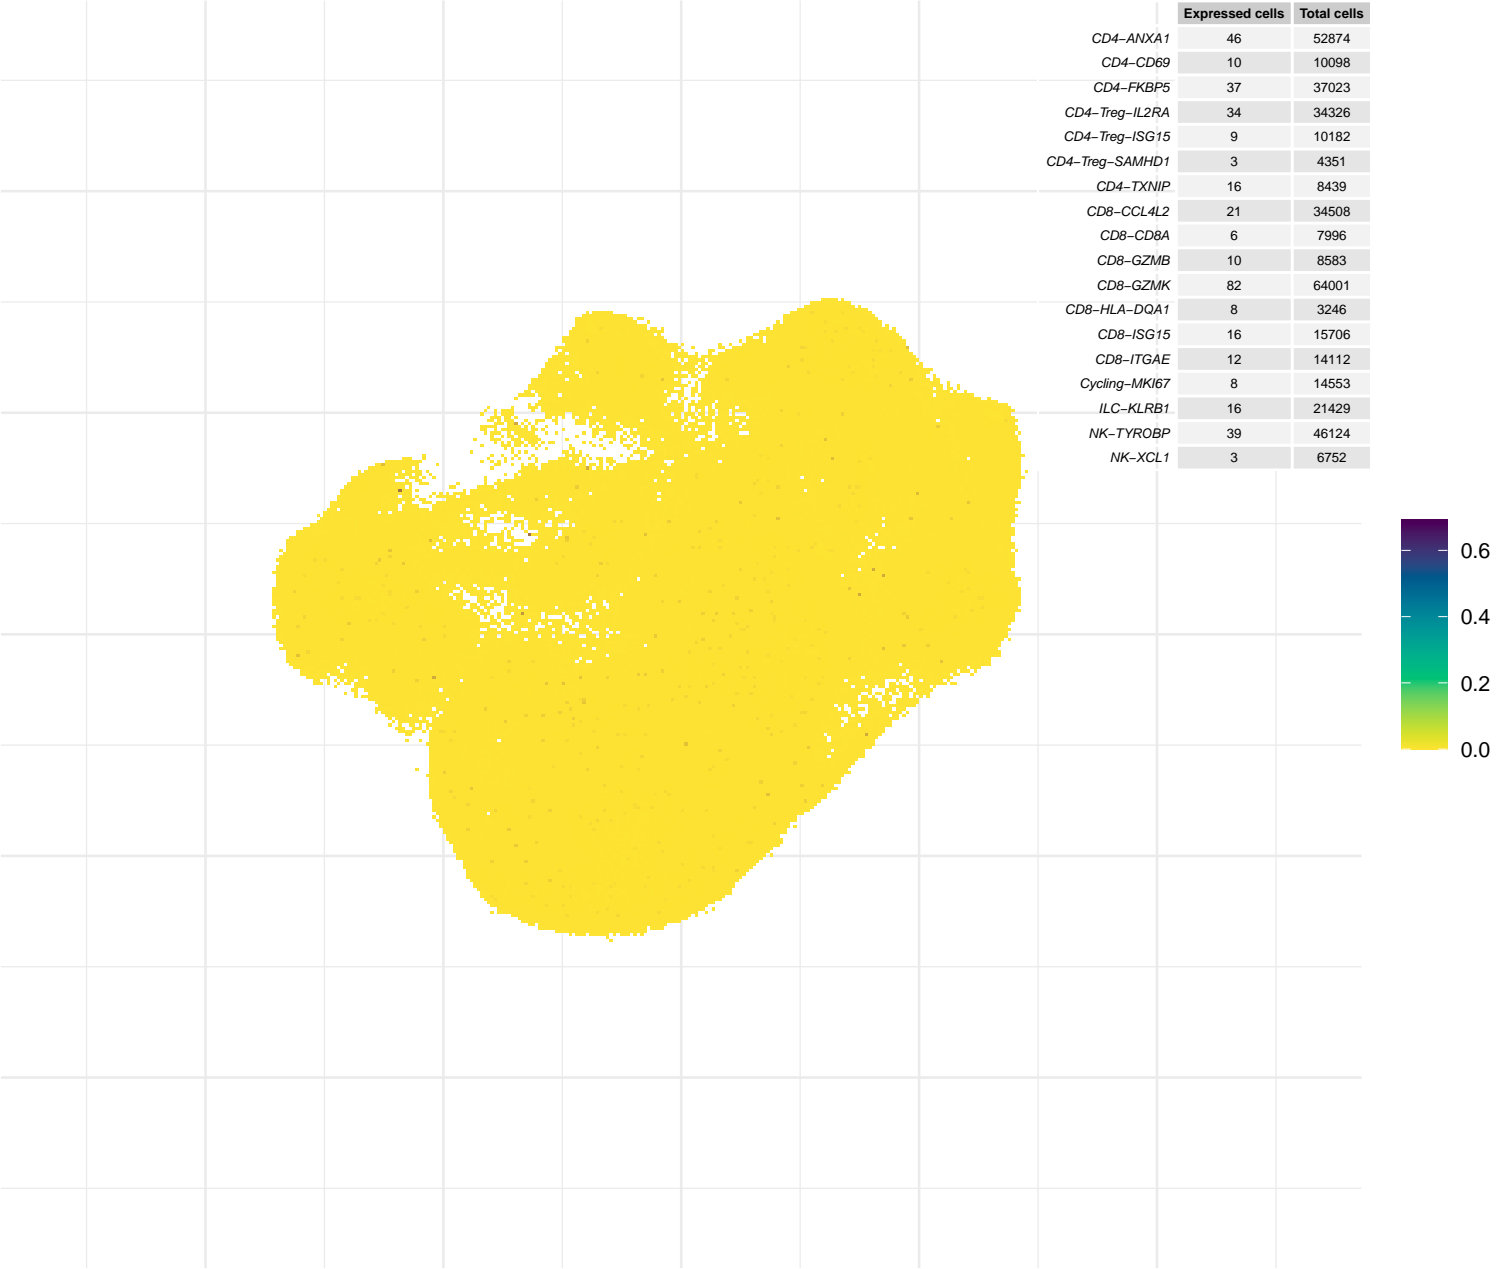 Expressed cells Total cells
CD4−ANXA1 46 52874
CD4−CD69 10 10098
CD4−FKBP5 37 37023
CD4−Treg−IL2RA 34 34326
CD4−Treg−ISG15 9 10182
CD4−Treg−SAMHD1 3 4351
CD4−TXNIP 16 8439
CD8−CCL4L2 21 34508
CD8−CD8A 6 7996
CD8−GZMB 10 8583
CD8−GZMK 82 64001
CD8−HLA−DQA1 8 3246
CD8−ISG15 16 15706
CD8−ITGAE 12 14112
Cycling−MKI67 8 14553
ILC−KLRB1 16 21429
NK−TYROBP 39 46124
NK−XCL1 3 6752
0.6
0.4
0.2
0.0